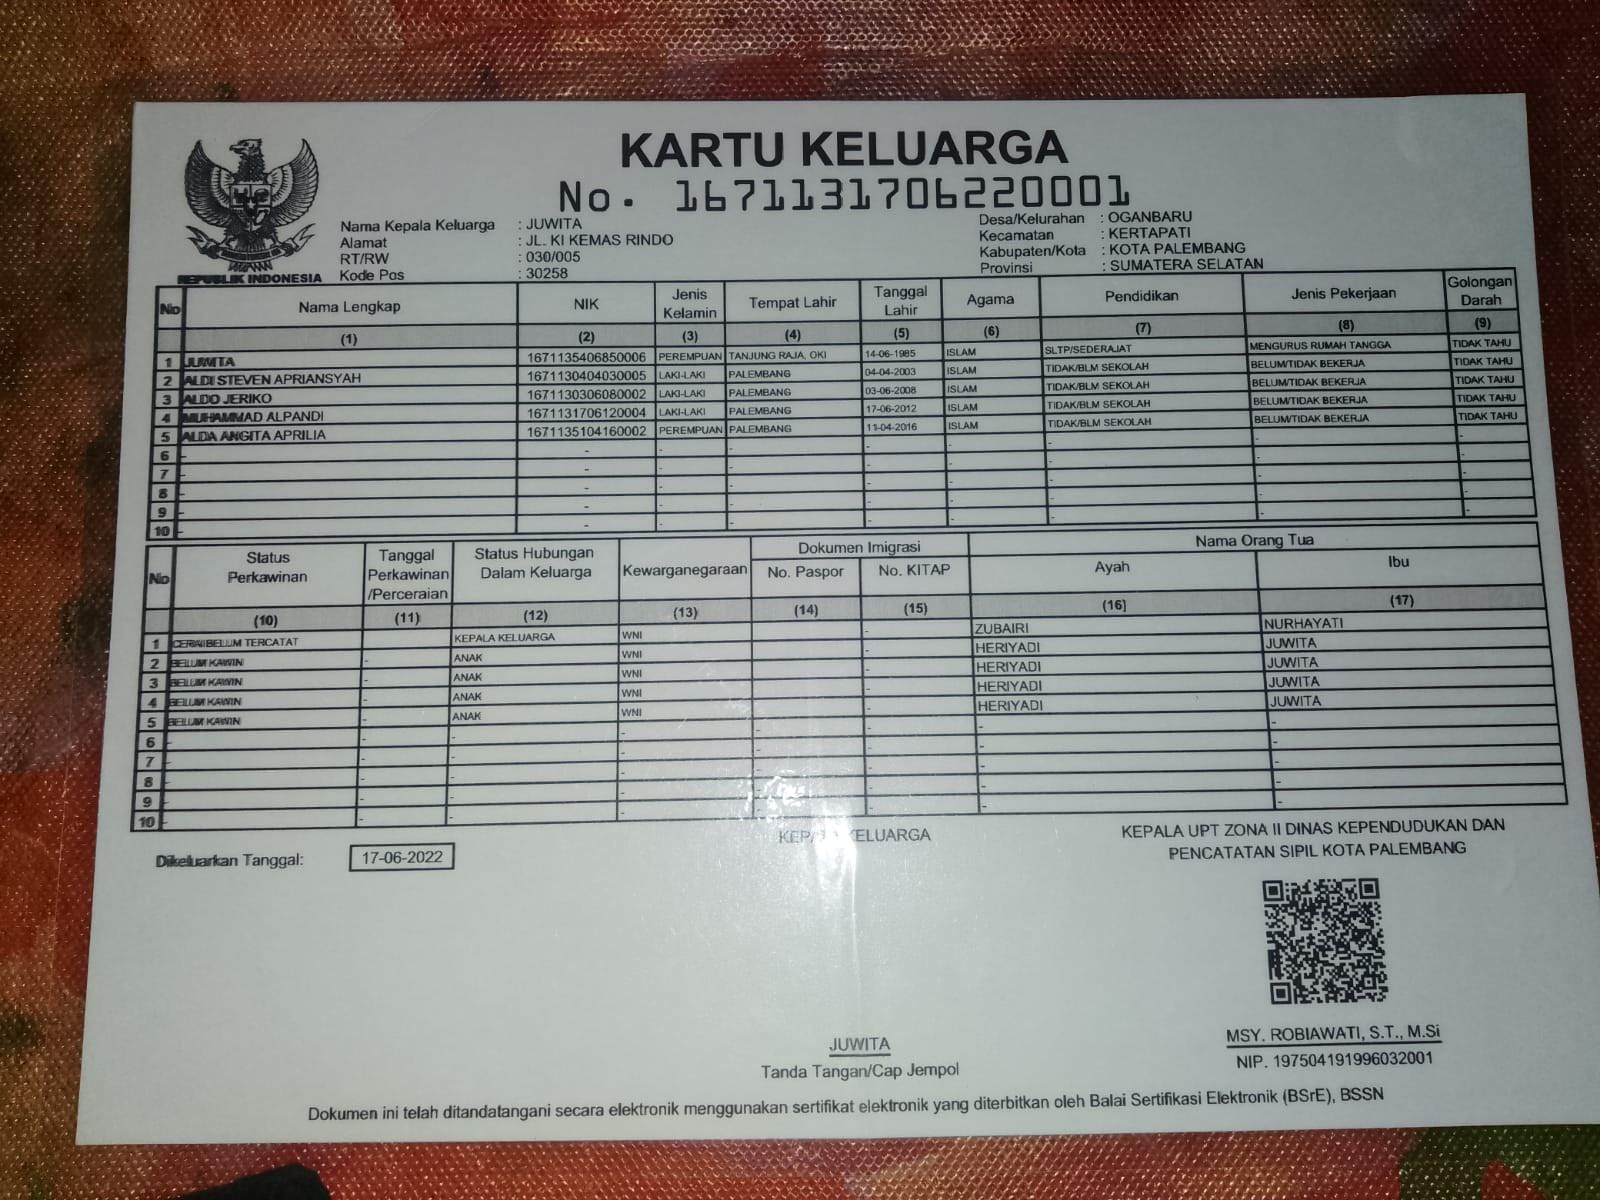 KARTU KELUARGA
No. 1671131706220001
REPUBLIK INDONESIA
Nama Kepala Keluarga : JUWITA
Alamat : JL. KI KEMAS RINDO
RT/RW : 030/005
Kode Pos : 30258
Desa/Kelurahan : OGANBARU
Kecamatan : KERTAPATI
Kabupaten/Kota : KOTA PALEMBANG
Provinsi : SUMATERA SELATAN
No Nama Lengkap NIK Jenis Kelamin Tempat Lahir Tanggal Lahir Agama Pendidikan Jenis Pekerjaan Golongan Darah
(1) (2) (3) (4) (5) (6) (7) (8) (9)
1 JUWITA 1671135406850006 PEREMPUAN TANJUNG RAJA, OKI 14-06-1985 ISLAM SLTP/SEDERAJAT MENGURUS RUMAH TANGGA TIDAK TAHU
2 ALDI STEVEN APRIANSYAH 1671130404030005 LAKI-LAKI PALEMBANG 04-04-2003 ISLAM TIDAK/BLM SEKOLAH BELUM/TIDAK BEKERJA TIDAK TAHU
3 ALDO JERIKO 1671130306080002 LAKI-LAKI PALEMBANG 03-06-2008 ISLAM TIDAK/BLM SEKOLAH BELUM/TIDAK BEKERJA TIDAK TAHU
4 MUHAMMAD ALPANDI 1671131706120004 LAKI-LAKI PALEMBANG 17-06-2012 ISLAM TIDAK/BLM SEKOLAH BELUM/TIDAK BEKERJA TIDAK TAHU
5 ALDA ANGITA APRILIA 1671135104160002 PEREMPUAN PALEMBANG 11-04-2016 ISLAM TIDAK/BLM SEKOLAH BELUM/TIDAK BEKERJA TIDAK TAHU
6 - - - - - - - - -
7 - - - - - - - - -
8 - - - - - - - - -
9 - - - - - - - - -
10 - - - - - - - - -
No Status Perkawinan Tanggal Perkawinan /Perceraian Status Hubungan Dalam Keluarga Kewarganegaraan Dokumen Imigrasi Nama Orang Tua
No. Paspor No. KITAP Ayah Ibu
(10) (11) (12) (13) (14) (15) (16) (17)
1 CERAI BELUM TERCATAT KEPALA KELUARGA WNI - ZUBAIRI NURHAYATI
2 BELUM KAWIN - ANAK WNI - HERIYADI JUWITA
3 BELUM KAWIN - ANAK WNI - HERIYADI JUWITA
4 BELUM KAWIN - ANAK WNI - HERIYADI JUWITA
5 BELUM KAWIN - ANAK WNI - HERIYADI JUWITA
6 - - - - - - - -
7 - - - - - - - -
8 - - - - - - - -
9 - - - - - - - -
10 - - - - - - - -
Dikeluarkan Tanggal: 17-06-2022
KEPALA KELUARGA
KEPALA UPT ZONA II DINAS KEPENDUDUKAN DAN
PENCATATAN SIPIL KOTA PALEMBANG
JUWITA
Tanda Tangan/Cap Jempol
MSY. ROBIAWATI, S.T., M.Si
NIP. 197504191996032001
Dokumen ini telah ditandatangani secara elektronik menggunakan sertifikat elektronik yang diterbitkan oleh Balai Sertifikasi Elektronik (BSrE), BSSN